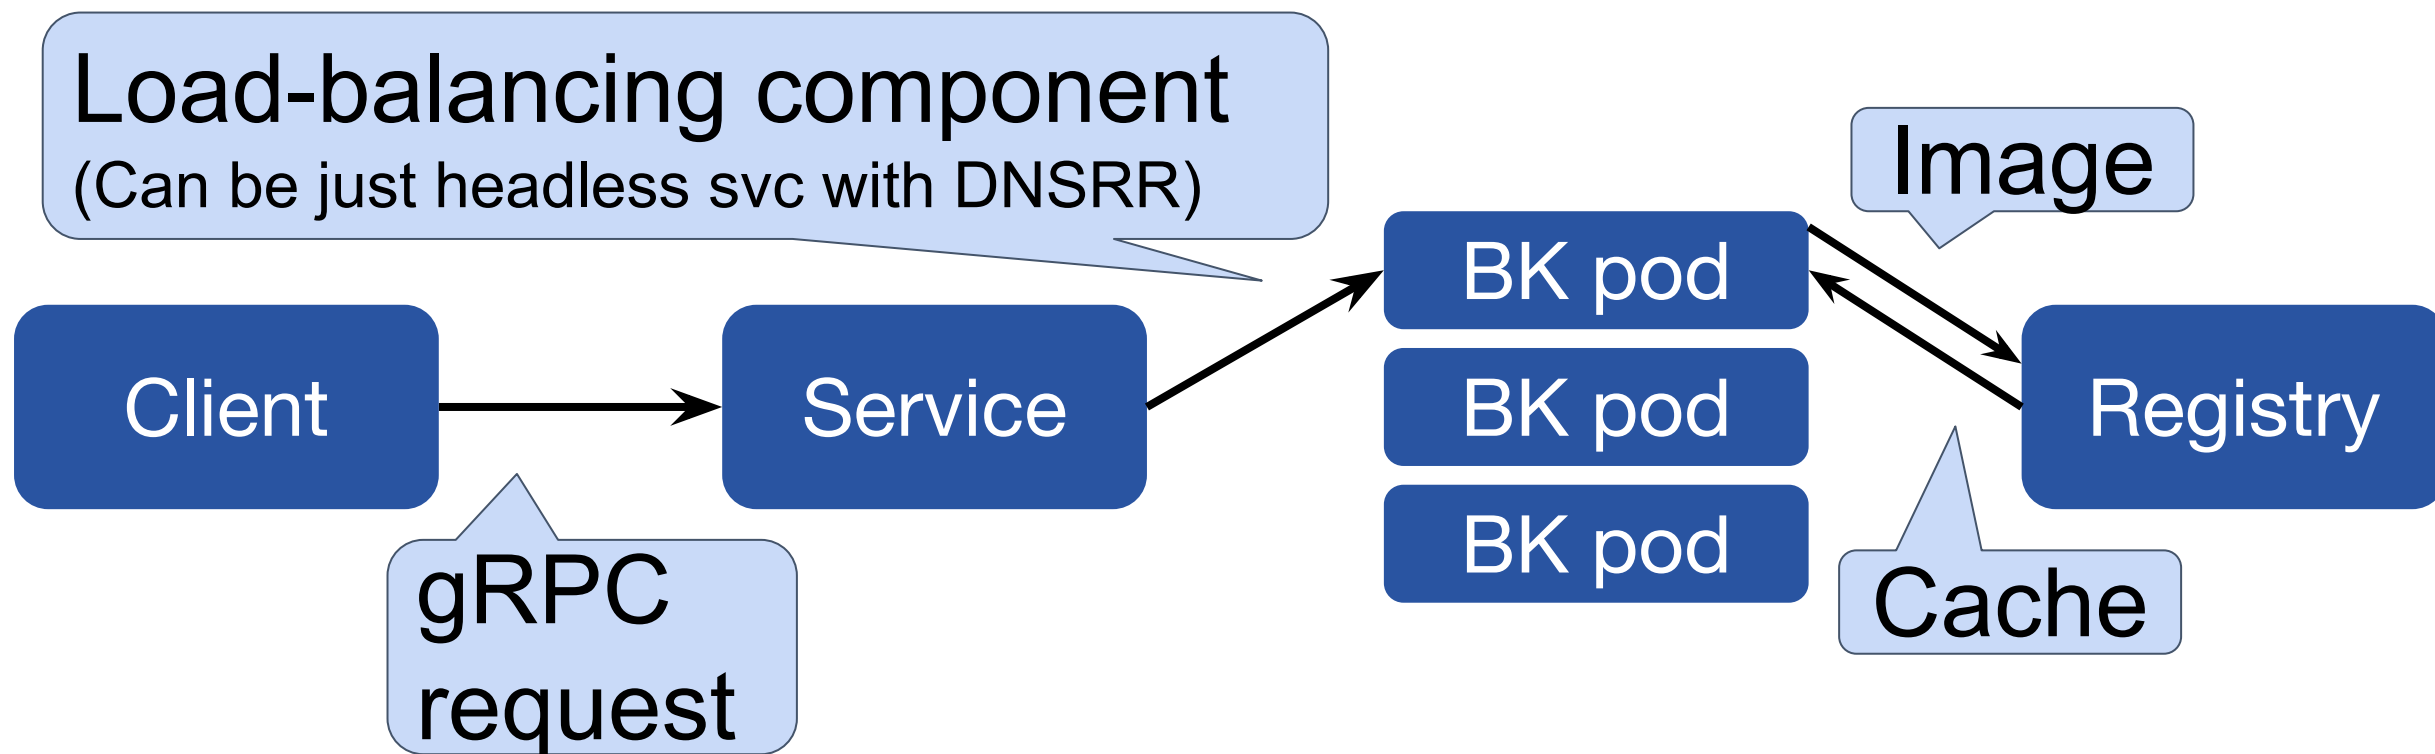 Load-balancing component
(Can be just headless svc with DNSRR)
Image
BK pod
Client
Service
BK pod
Registry
BK pod
gRPC
request
Cache